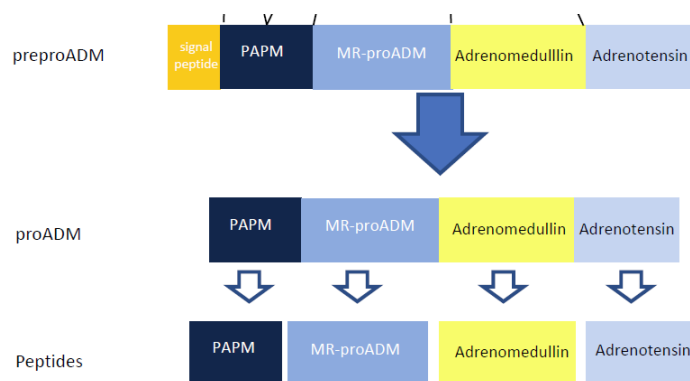 preproADM
signal
peptide
PAPM
MR-proADM
Adrenomedulllin
Adrenotensin
proADM
PAPM
MR-proADM
Adrenomedullin
Adrenotensin
Peptides
PAPM
MR-proADM
Adrenomedullin
Adrenotensin